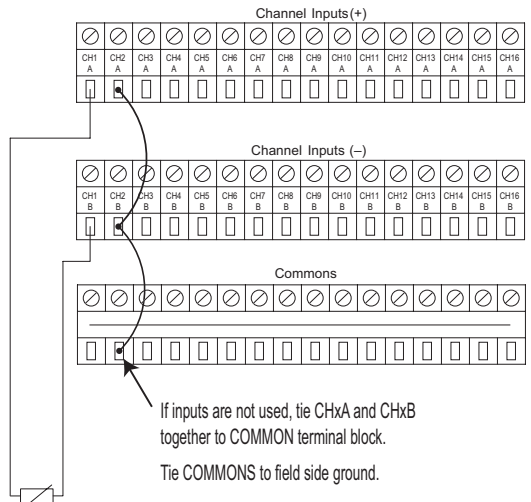 Channel Inputs(+)
CH1 A CH2 A CH3 A CH4 A CH5 A CH6 A CH7 A CH8 A CH9 A CH10 A CH11 A CH12 A CH13 A CH14 A CH15 A CH16 A
Channel Inputs (–)
CH1 B CH2 B CH3 B CH4 B CH5 B CH6 B CH7 B CH8 B CH9 B CH10 B CH11 B CH12 B CH13 B CH14 B CH15 B CH16 B
Commons
If inputs are not used, tie CHxA and CHxB
together to COMMON terminal block.
Tie COMMONS to field side ground.